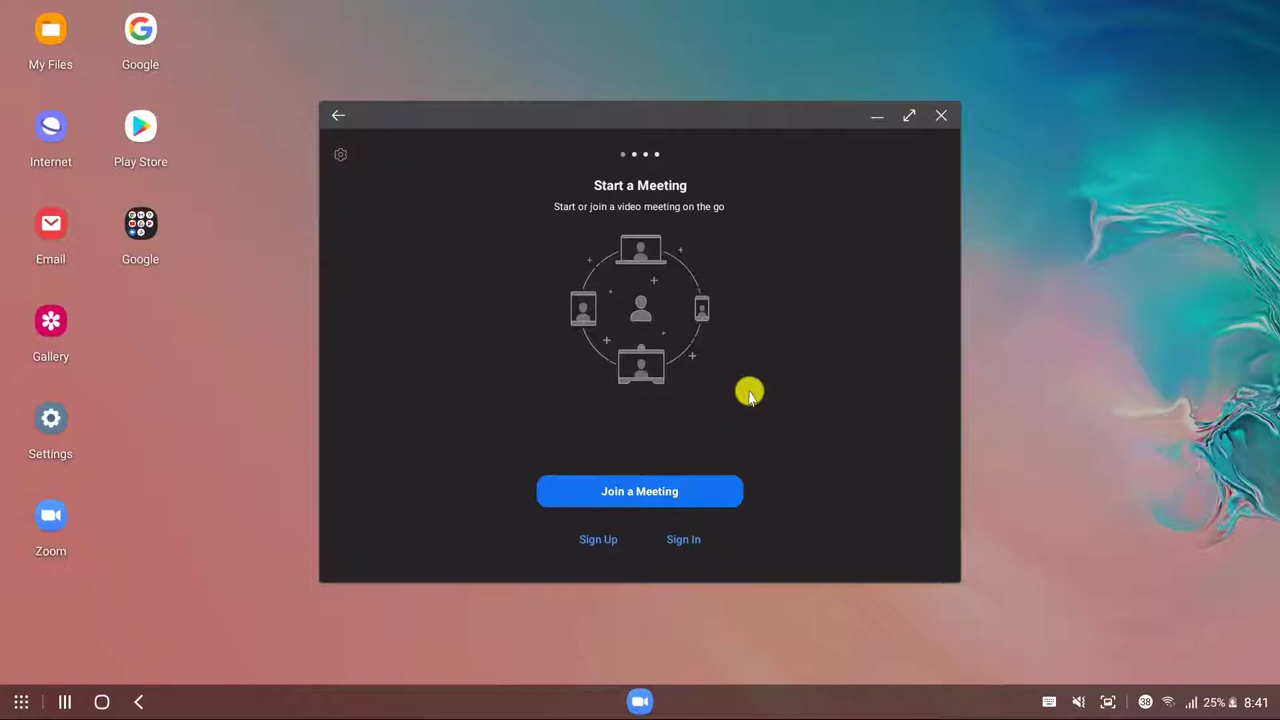 My Files
Google
Internet
Play Store
Email
Google
Gallery
Settings
Zoom
Start a Meeting
Start or join a video meeting on the go
Join a Meeting
Sign Up
Sign In
38
25%
8:41